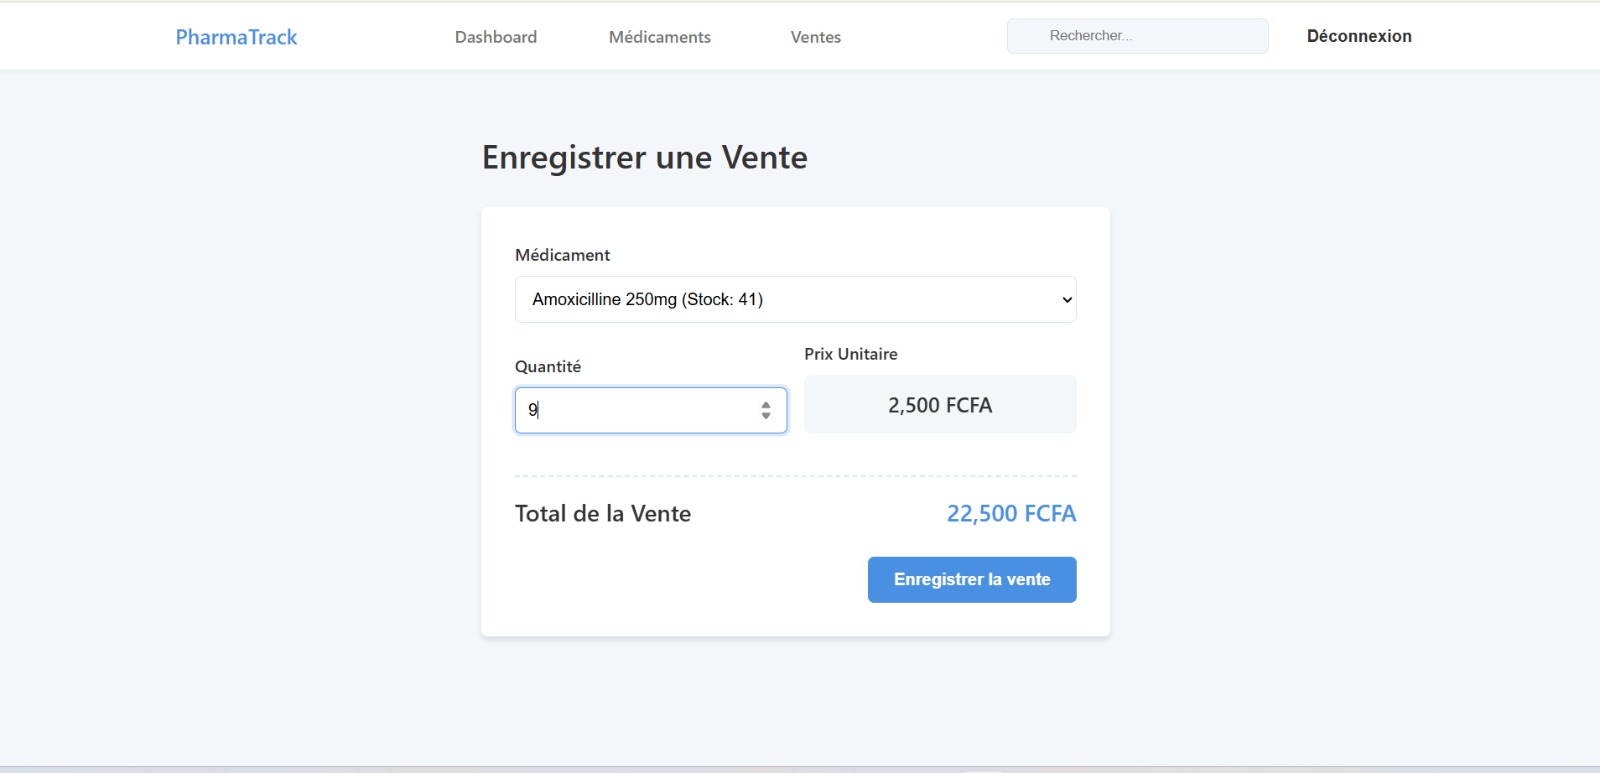 PharmaTrack
Dashboard
Médicaments
Ventes
Rechercher...
Déconnexion
Enregistrer une Vente
Médicament
Amoxicilline 250mg (Stock: 41)
Quantité
9
Prix Unitaire
2,500 FCFA
Total de la Vente
22,500 FCFA
Enregistrer la vente